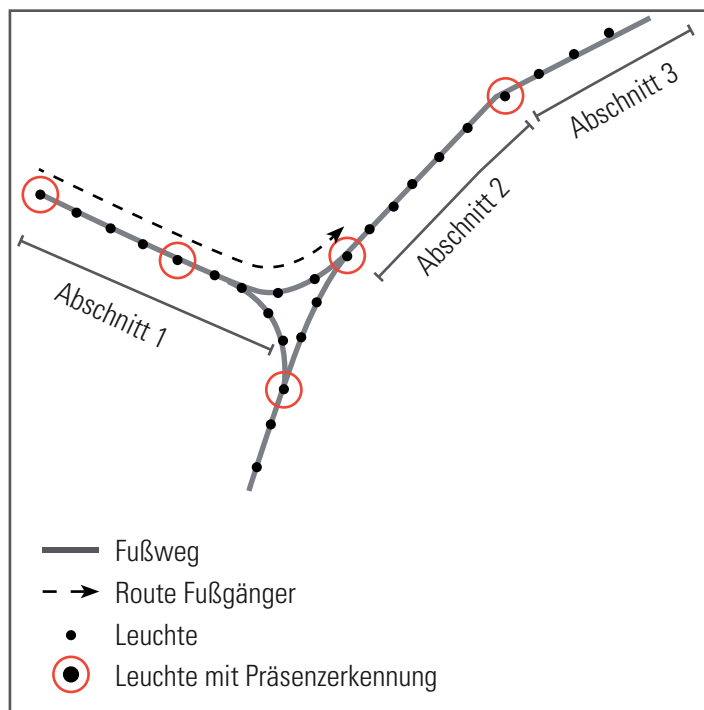 Abschnitt 3
Abschnitt 2
Abschnitt 1
Fußweg
Route Fußgänger
Leuchte
Leuchte mit Präsenzerkennung